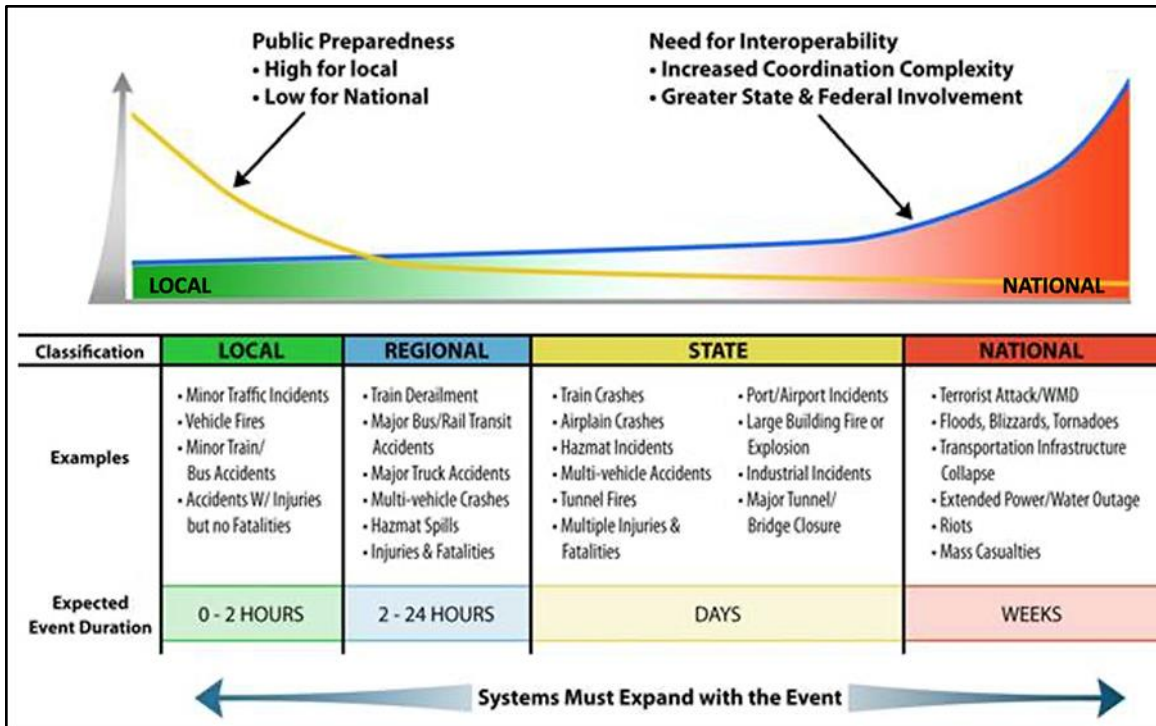 Public Preparedness
• High for local
• Low for National
Need for Interoperability
• Increased Coordination Complexity
• Greater State & Federal Involvement
LOCAL
NATIONAL
Classification
LOCAL
REGIONAL
STATE
NATIONAL
Examples
• Minor Traffic Incidents
• Vehicle Fires
• Minor Train/
Bus Accidents
• Accidents W/ Injuries
but no Fatalities
• Train Derailment
• Major Bus/Rail Transit
Accidents
• Major Truck Accidents
• Multi-vehicle Crashes
• Hazmat Spills
• Injuries & Fatalities
• Train Crashes
• Airplain Crashes
• Hazmat Incidents
• Multi-vehicle Accidents
• Tunnel Fires
• Multiple Injuries &
Fatalities
• Port/Airport Incidents
• Large Building Fire or
Explosion
• Industrial Incidents
• Major Tunnel/
Bridge Closure
• Terrorist Attack/WMD
• Floods, Blizzards, Tornadoes
• Transportation Infrastructure
Collapse
• Extended Power/Water Outage
• Riots
• Mass Casualties
Expected
Event Duration
0 - 2 HOURS
2 - 24 HOURS
DAYS
WEEKS
Systems Must Expand with the Event